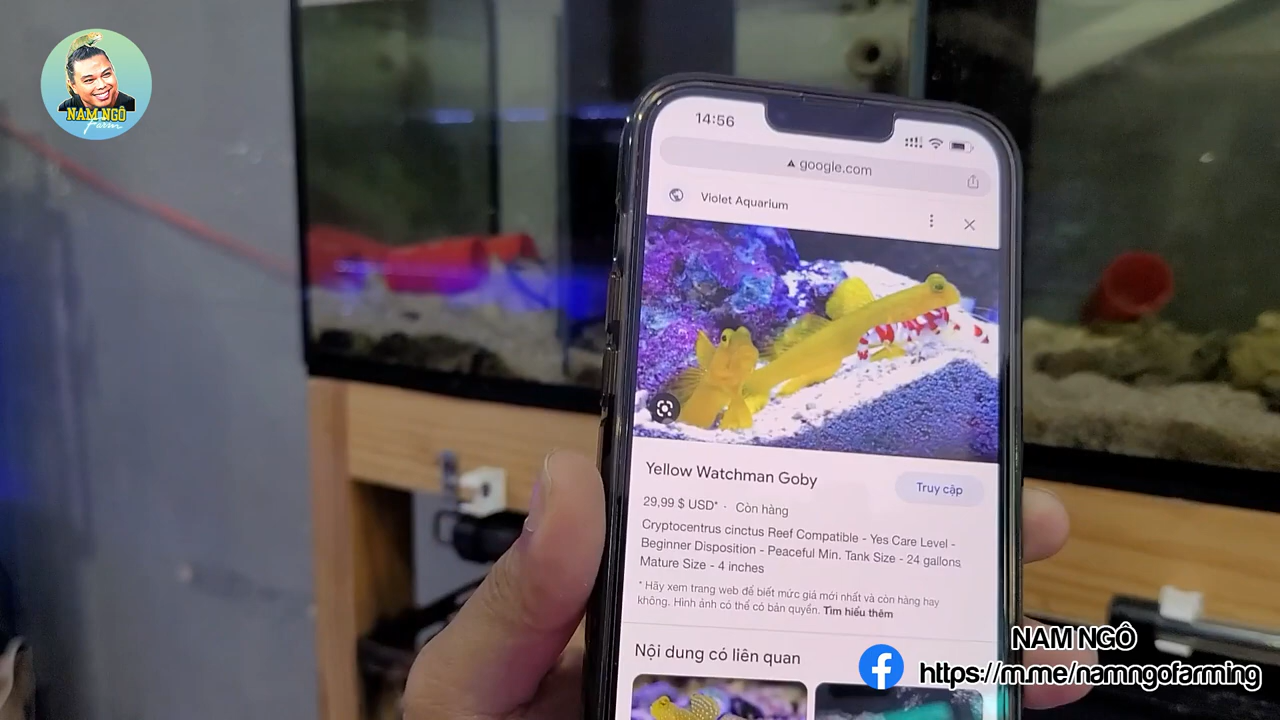 NAM NGÔ
Farm
14:56
google.com
Violet Aquarium
Yellow Watchman Goby
Truy cập
29,99 $ USD* · Còn hàng
Cryptocentrus cinctus Reef Compatible - Yes Care Level -
Beginner Disposition - Peaceful Min. Tank Size - 24 gallons
Mature Size - 4 inches
* Hãy xem trang web để biết mức giá mới nhất và còn hàng hay
không. Hình ảnh có thể có bản quyền. Tìm hiểu thêm
Nội dung có liên quan
NAM NGÔ
https://m.me/namngofarming